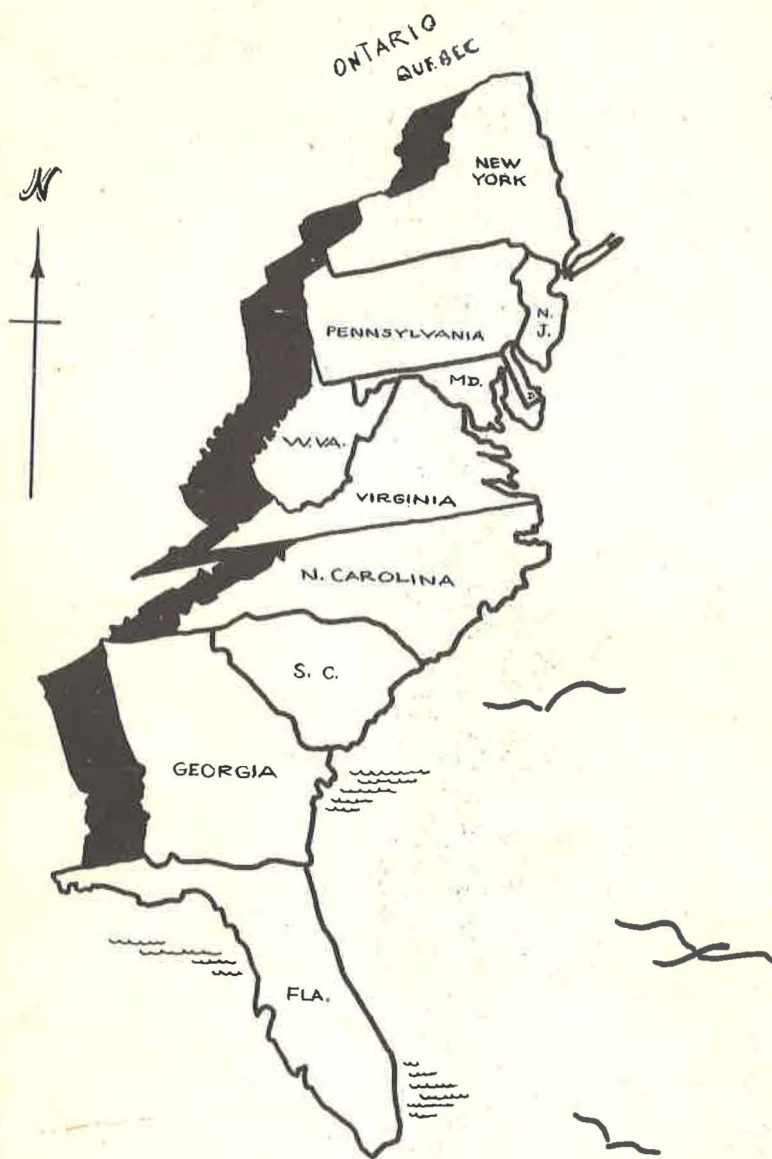 ONTARIO
QUEBEC
N
NEW
YORK
PENNSYLVANIA
N.
J.
MD.
D.
W.VA.
VIRGINIA
N. CAROLINA
S. C.
GEORGIA
FLA.